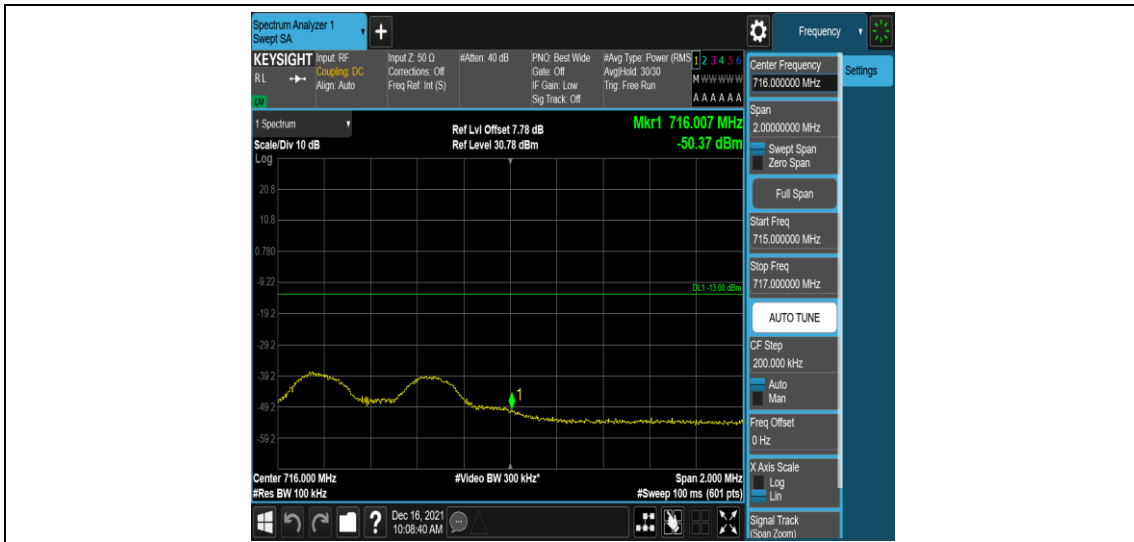 Spectrum Analyzer 1
Swept SA
+
Frequency
KEYSIGHT
Input: RF
Input Z: 50 Ω
#Atten: 40 dB
PNO: Best Wide
#Avg Type: Power (RMS
1 2 3 4 5 6
RL
Coupling: DC
Corrections: Off
Gate: Off
Avg|Hold: 30/30
M W W W W W
Align: Auto
Freq Ref: Int (S)
IF Gain: Low
Trig: Free Run
Sig Track: Off
A A A A A A
LXI
1 Spectrum
Ref Lvl Offset 7.78 dB
Mkr1 716.007 MHz
Scale/Div 10 dB
Ref Level 30.78 dBm
-50.37 dBm
Log
20.8
10.8
0.780
-9.22
DL1 -13.00 dBm
-19.2
-29.2
-39.2
1
-49.2
-59.2
Center 716.000 MHz
#Video BW 300 kHz*
Span 2.000 MHz
#Res BW 100 kHz
#Sweep 100 ms (601 pts)
?
Dec 16, 2021
10:08:40 AM
Center Frequency
716.000000 MHz
Settings
Span
2.00000000 MHz
Swept Span
Zero Span
Full Span
Start Freq
715.000000 MHz
Stop Freq
717.000000 MHz
AUTO TUNE
CF Step
200.000 kHz
Auto
Man
Freq Offset
0 Hz
X Axis Scale
Log
Lin
Signal Track
(Span Zoom)